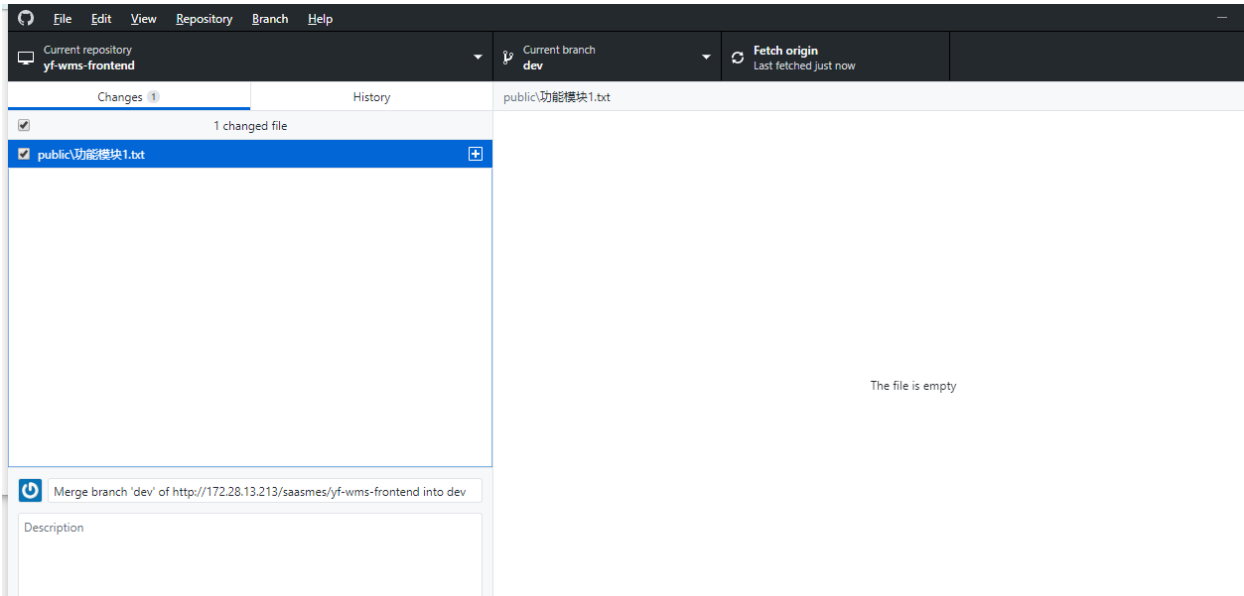 File Edit View Repository Branch Help
Current repository
yf-wms-frontend
Current branch
dev
Fetch origin
Last fetched just now
Changes 1
History
public\功能模块1.txt
1 changed file
public\功能模块1.txt
The file is empty
Merge branch 'dev' of http://172.28.13.213/saasmes/yf-wms-frontend into dev
Description